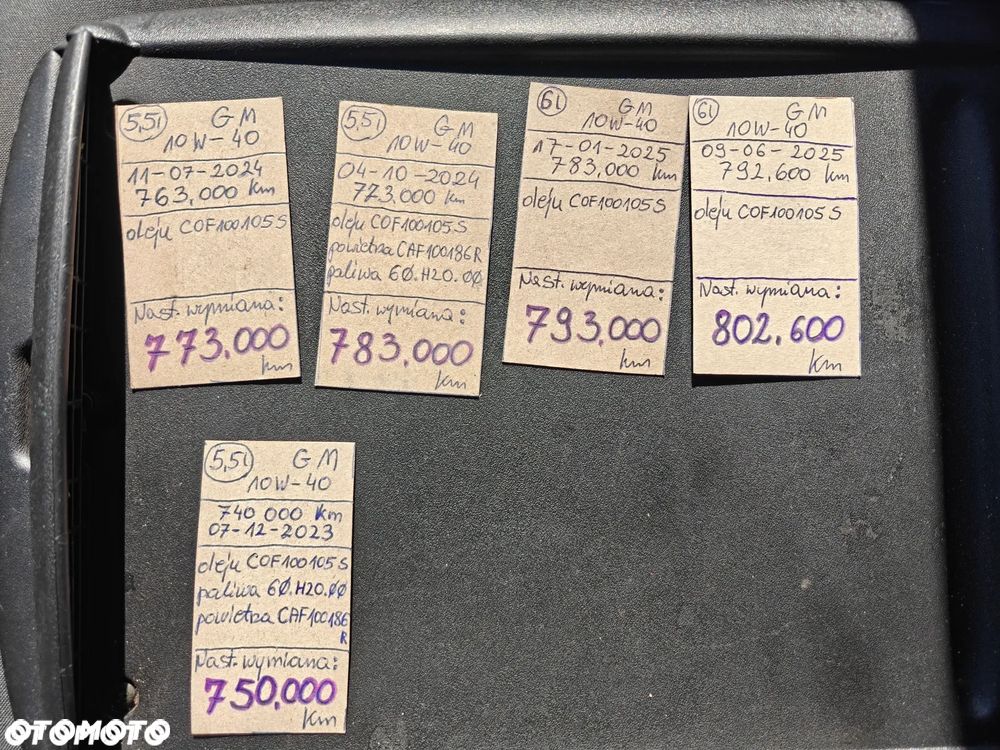 5,5l GM
10W-40
11-07-2024
763,000 km
oleju COF100105S
Nast. wymiana:
773.000
km
5,5l GM
10W-40
04-10-2024
773,000 km
oleju COF100105S
powietrza CAF100186R
paliwa 60.H20.00
Nast. wymiana:
783.000
km
6l GM
10W-40
17-01-2025
783,000 km
oleju COF100105S
Nast. wymiana:
793.000
km
6l GM
10W-40
09-06-2025
792,600 km
oleju COF100105S
Nast. wymiana:
802.600
km
5,5l GM
10W-40
740 000 km
07-12-2023
oleju COF100105S
paliwa 60.H20.00
powietrza CAF100186
R
Nast. wymiana:
750.000
km
OTOMOTO